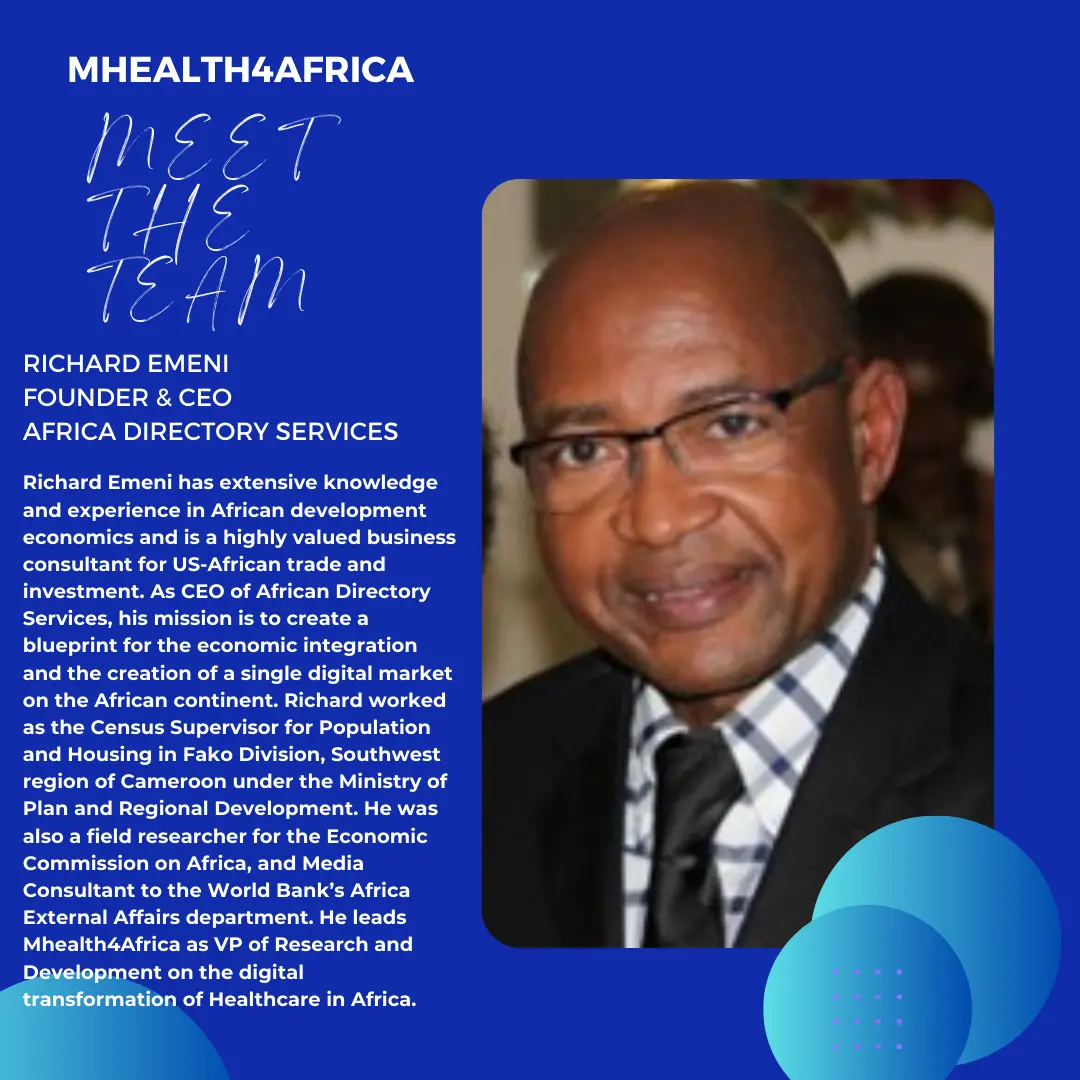 MHEALTH4AFRICA
MEET
THE
TEAM
RICHARD EMENI
FOUNDER & CEO
AFRICA DIRECTORY SERVICES
Richard Emeni has extensive knowledge
and experience in African development
economics and is a highly valued business
consultant for US-African trade and
investment. As CEO of African Directory
Services, his mission is to create a
blueprint for the economic integration
and the creation of a single digital market
on the African continent. Richard worked
as the Census Supervisor for Population
and Housing in Fako Division, Southwest
region of Cameroon under the Ministry of
Plan and Regional Development. He was
also a field researcher for the Economic
Commission on Africa, and Media
Consultant to the World Bank’s Africa
External Affairs department. He leads
Mhealth4Africa as VP of Research and
Development on the digital
transformation of Healthcare in Africa.